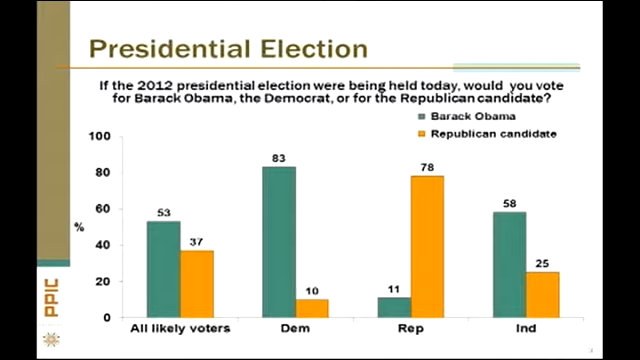 Presidential Election
If the 2012 presidential election were being held today, would you vote
for Barack Obama, the Democrat, or for the Republican candidate?
Barack Obama
Republican candidate
100
80
60
40
20
0
%
53
37
83
10
11
78
58
25
All likely voters
Dem
Rep
Ind
PPIC